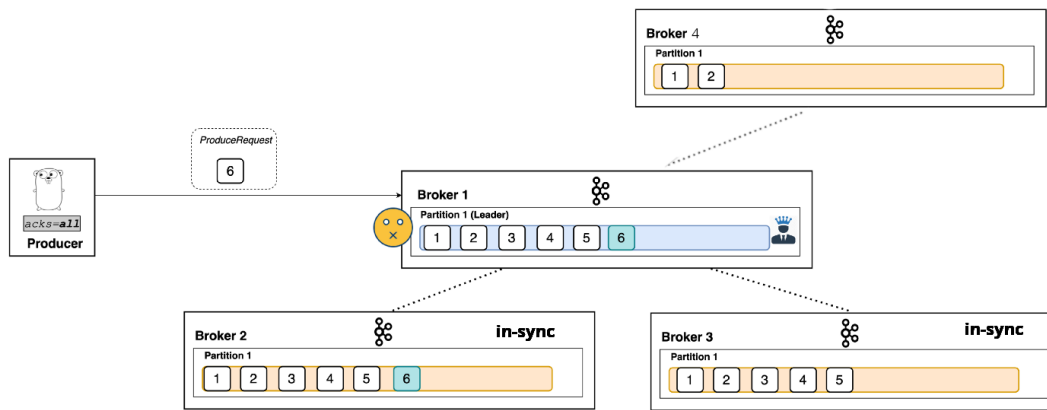 Broker 4
Partition 1
1 2
ProduceRequest
6
acks=all
Producer
Broker 1
Partition 1 (Leader)
1 2 3 4 5 6
Broker 2
in-sync
Partition 1
1 2 3 4 5 6
Broker 3
in-sync
Partition 1
1 2 3 4 5